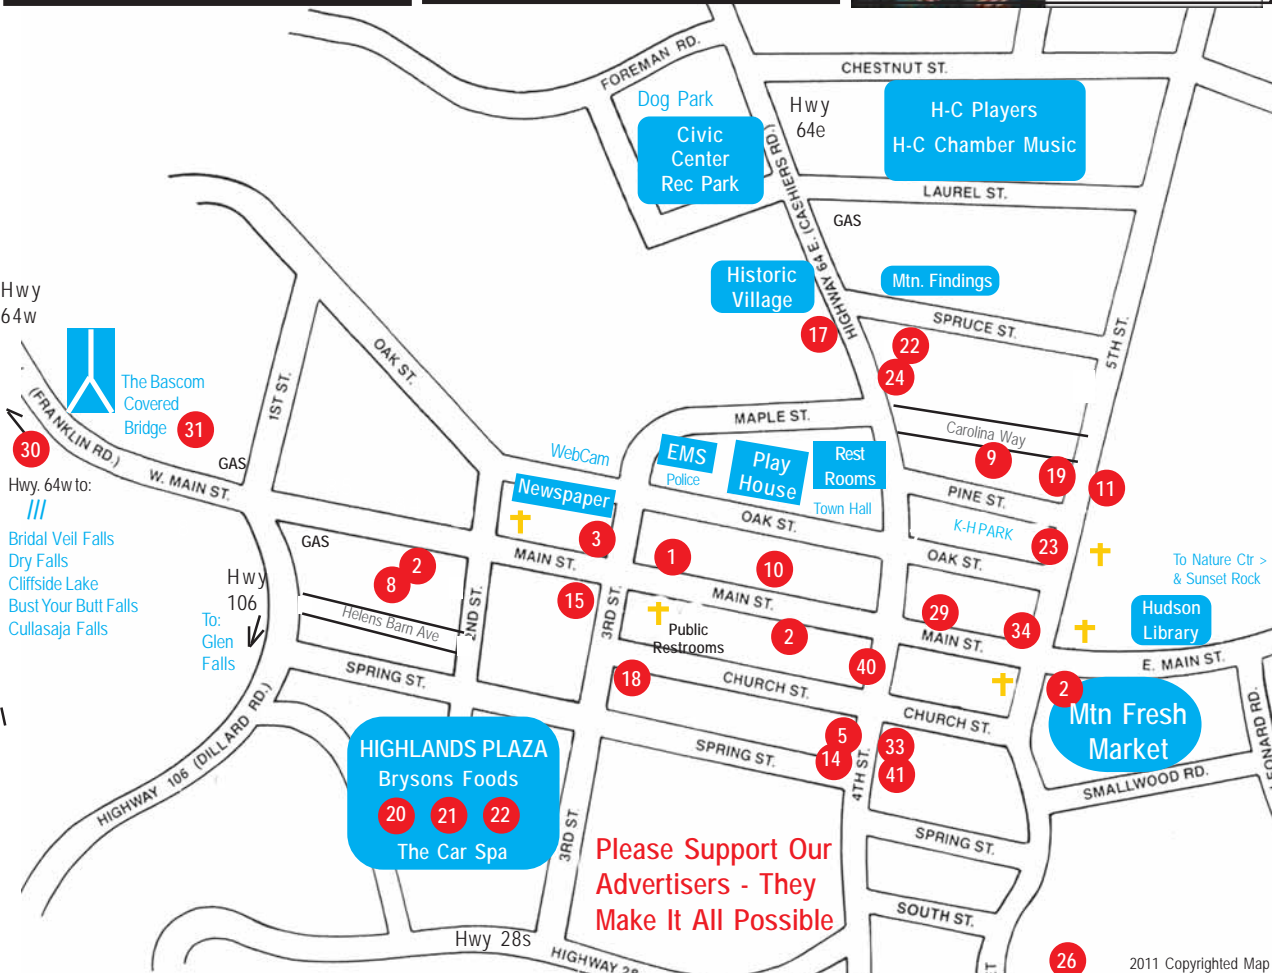 FOREMAN RD.
CHESTNUT ST.
Dog Park
Civic
Center
Rec Park
Hwy
64e
H-C Players
H-C Chamber Music
LAUREL ST.
GAS
HIGHWAY 64 E. (CASHIERS RD.)
Historic
Village
Mtn. Findings
SPRUCE ST.
5TH ST.
17
22
24
Hwy
64w
The Bascom
Covered
Bridge
31
30
(FRANKLIN RD.)
W. MAIN ST.
GAS
1ST ST.
OAK ST.
MAPLE ST.
Carolina Way
9
19
11
PINE ST.
WebCam
EMS
Police
Play
House
Rest
Rooms
Town Hall
Newspaper
OAK ST.
K-H PARK
23
OAK ST.
Hwy. 64w to:
///
Bridal Veil Falls
Dry Falls
Cliffside Lake
Bust Your Butt Falls
Cullasaja Falls
GAS
2
8
Hwy
106
To:
Glen
Falls
Helens Barn Ave
2ND ST.
3
MAIN ST.
15
3RD ST.
1
10
MAIN ST.
Public
Restrooms
2
29
34
MAIN ST.
To Nature Ctr >
& Sunset Rock
Hudson
Library
E. MAIN ST.
SPRING ST.
18
CHURCH ST.
40
CHURCH ST.
2
Mtn Fresh
Market
SMALLWOOD RD.
HIGHWAY 106 (DILLARD RD.)
HIGHLANDS PLAZA
Brysons Foods
20
21
22
The Car Spa
3RD ST.
SPRING ST.
5
14
4TH ST.
33
41
SPRING ST.
Please Support Our
Advertisers - They
Make It All Possible
SOUTH ST.
Hwy 28s
HIGHWAY 28
26
2011 Copyrighted Map